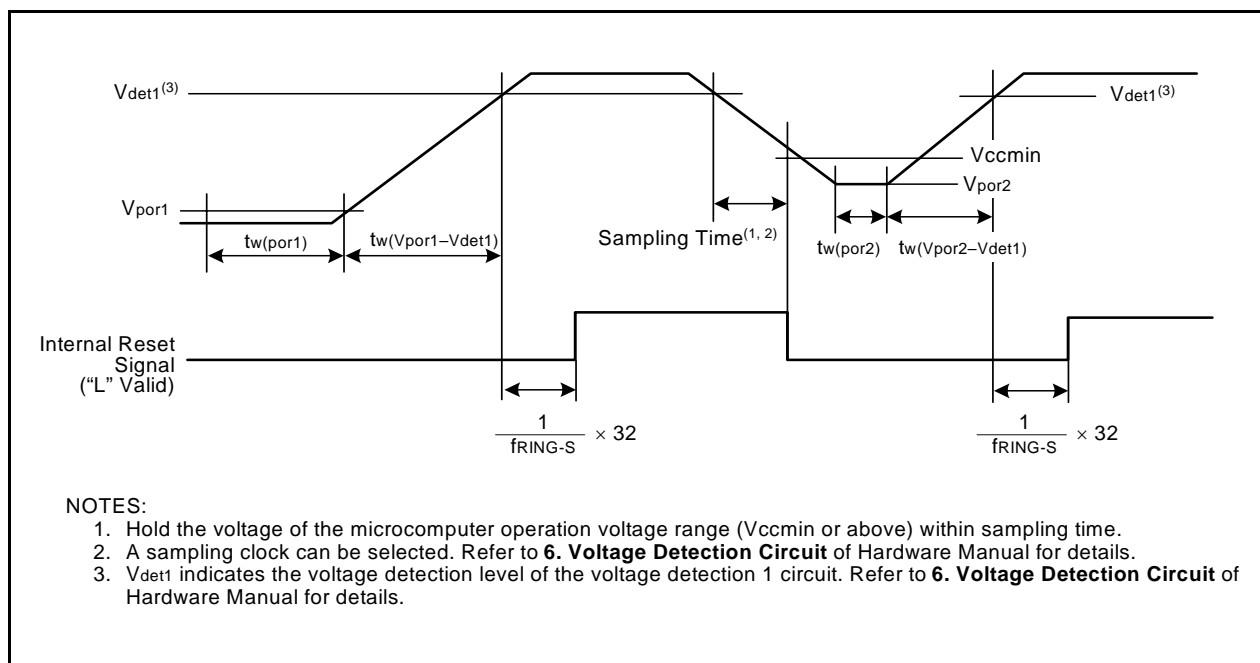 Vdet1(3)
Vdet1(3)
Vccmin
Vpor2
Vpor1
tw(por1)
tw(Vpor1–Vdet1)
Sampling Time(1, 2)
tw(por2)
tw(Vpor2–Vdet1)
Internal Reset
Signal
(“L” Valid)
1
fRING-S
× 32
1
fRING-S
× 32
NOTES:
1. Hold the voltage of the microcomputer operation voltage range (Vccmin or above) within sampling time.
2. A sampling clock can be selected. Refer to 6. Voltage Detection Circuit of Hardware Manual for details.
3. Vdet1 indicates the voltage detection level of the voltage detection 1 circuit. Refer to 6. Voltage Detection Circuit of
Hardware Manual for details.